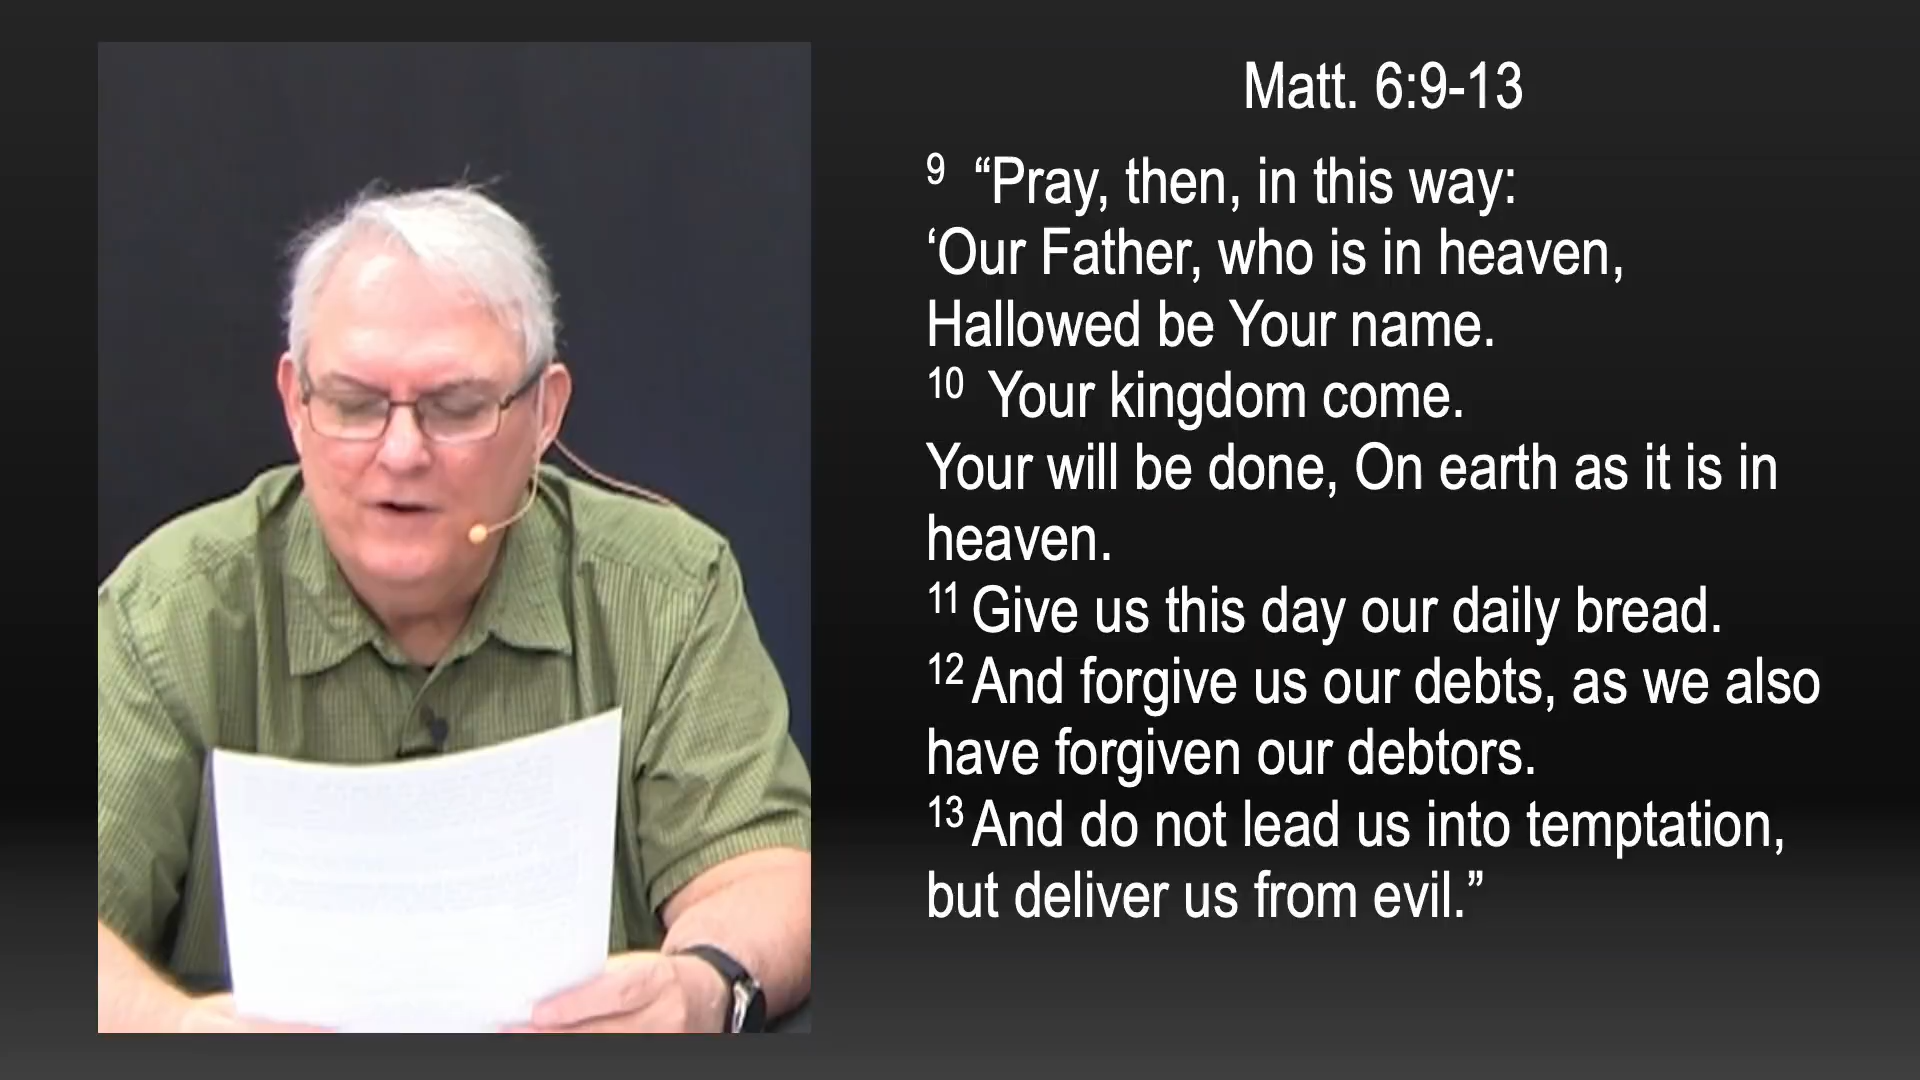 Matt. 6:9-13
9 “Pray, then, in this way:
‘Our Father, who is in heaven,
Hallowed be Your name.
10 Your kingdom come.
Your will be done, On earth as it is in
heaven.
11 Give us this day our daily bread.
12 And forgive us our debts, as we also
have forgiven our debtors.
13 And do not lead us into temptation,
but deliver us from evil.”